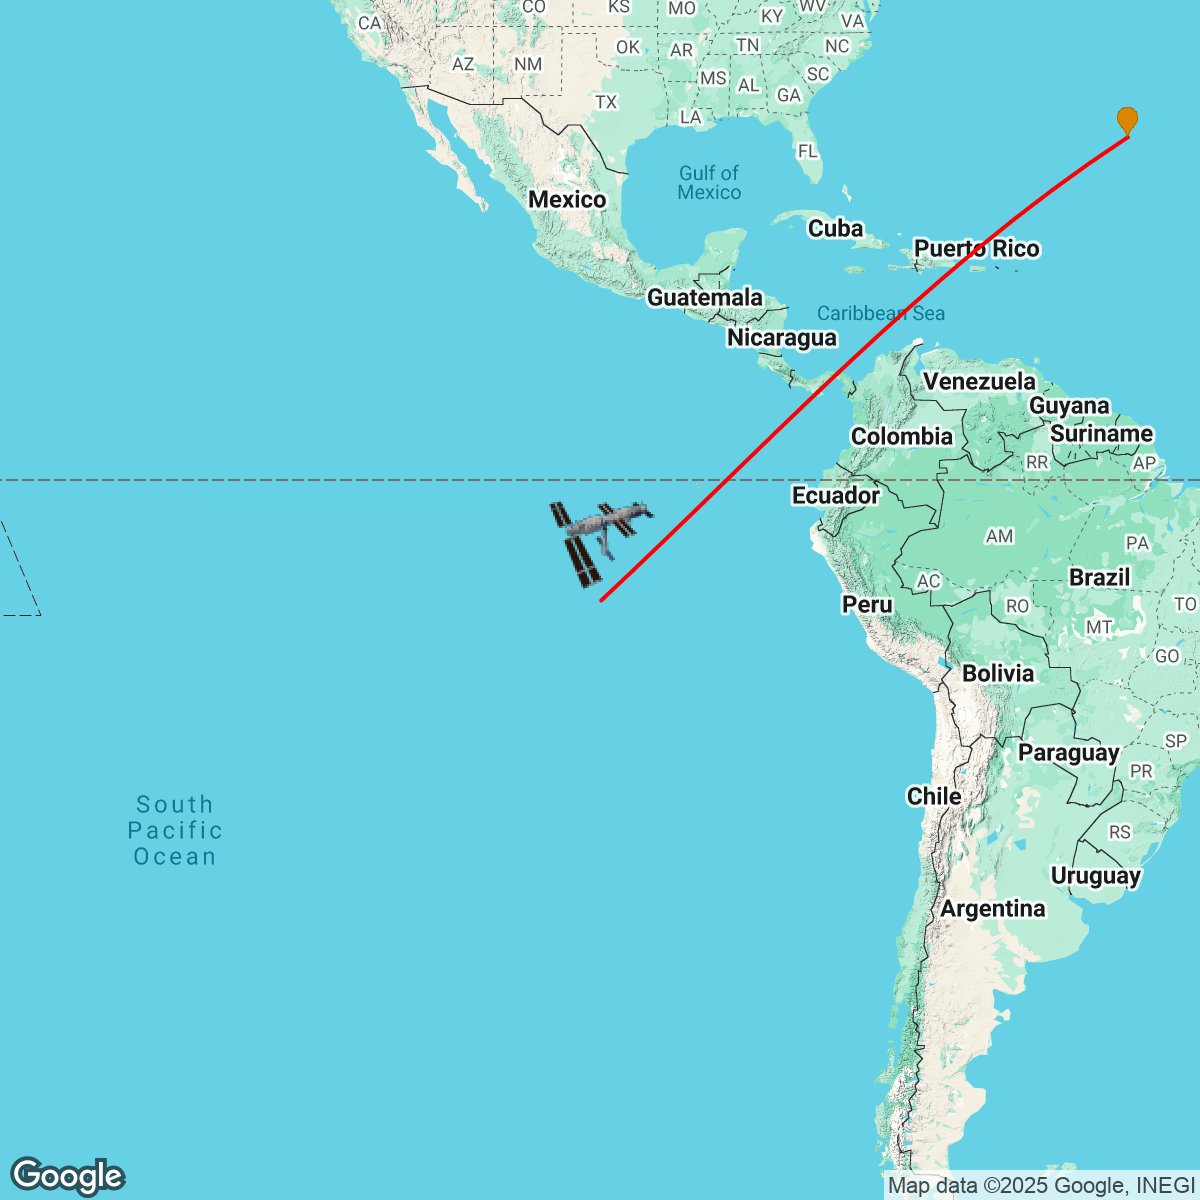 CO
KS
MO
KY
WV
VA
CA
OK
AR
TN
NC
AZ
NM
MS
AL
SC
GA
TX
LA
FL
Gulf of
Mexico
Mexico
Cuba
Puerto Rico
Guatemala
Caribbean Sea
Nicaragua
Venezuela
Guyana
Colombia
Suriname
RR
AP
Ecuador
AM
PA
AC
Brazil
Peru
RO
TO
MT
GO
Bolivia
SP
Paraguay
PR
Chile
South
Pacific
Ocean
RS
Uruguay
Argentina
Google
Map data ©2025 Google, INEGI